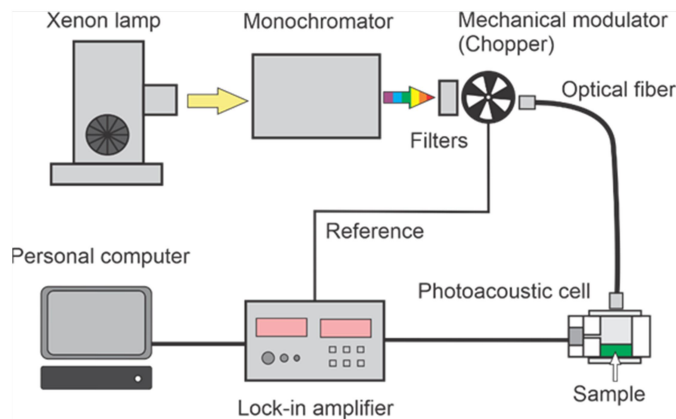 Xenon lamp
Monochromator
Mechanical modulator
(Chopper)
Optical fiber
Filters
Reference
Personal computer
Photoacoustic cell
Lock-in amplifier
Sample